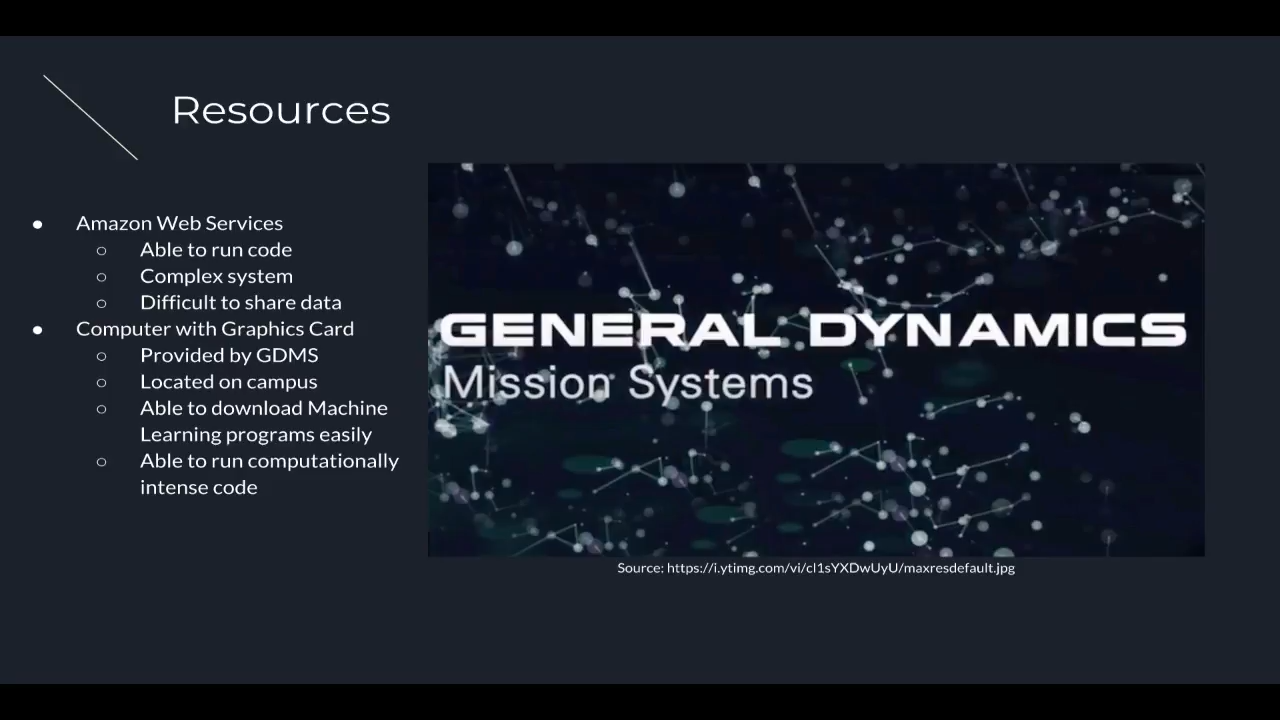 Resources
● Amazon Web Services
○ Able to run code
○ Complex system
○ Difficult to share data
● Computer with Graphics Card
○ Provided by GDMS
○ Located on campus
○ Able to download Machine
Learning programs easily
○ Able to run computationally
intense code
GENERAL DYNAMICS
Mission Systems
Source: https://i.ytimg.com/vi/cl1sYXDwUyU/maxresdefault.jpg